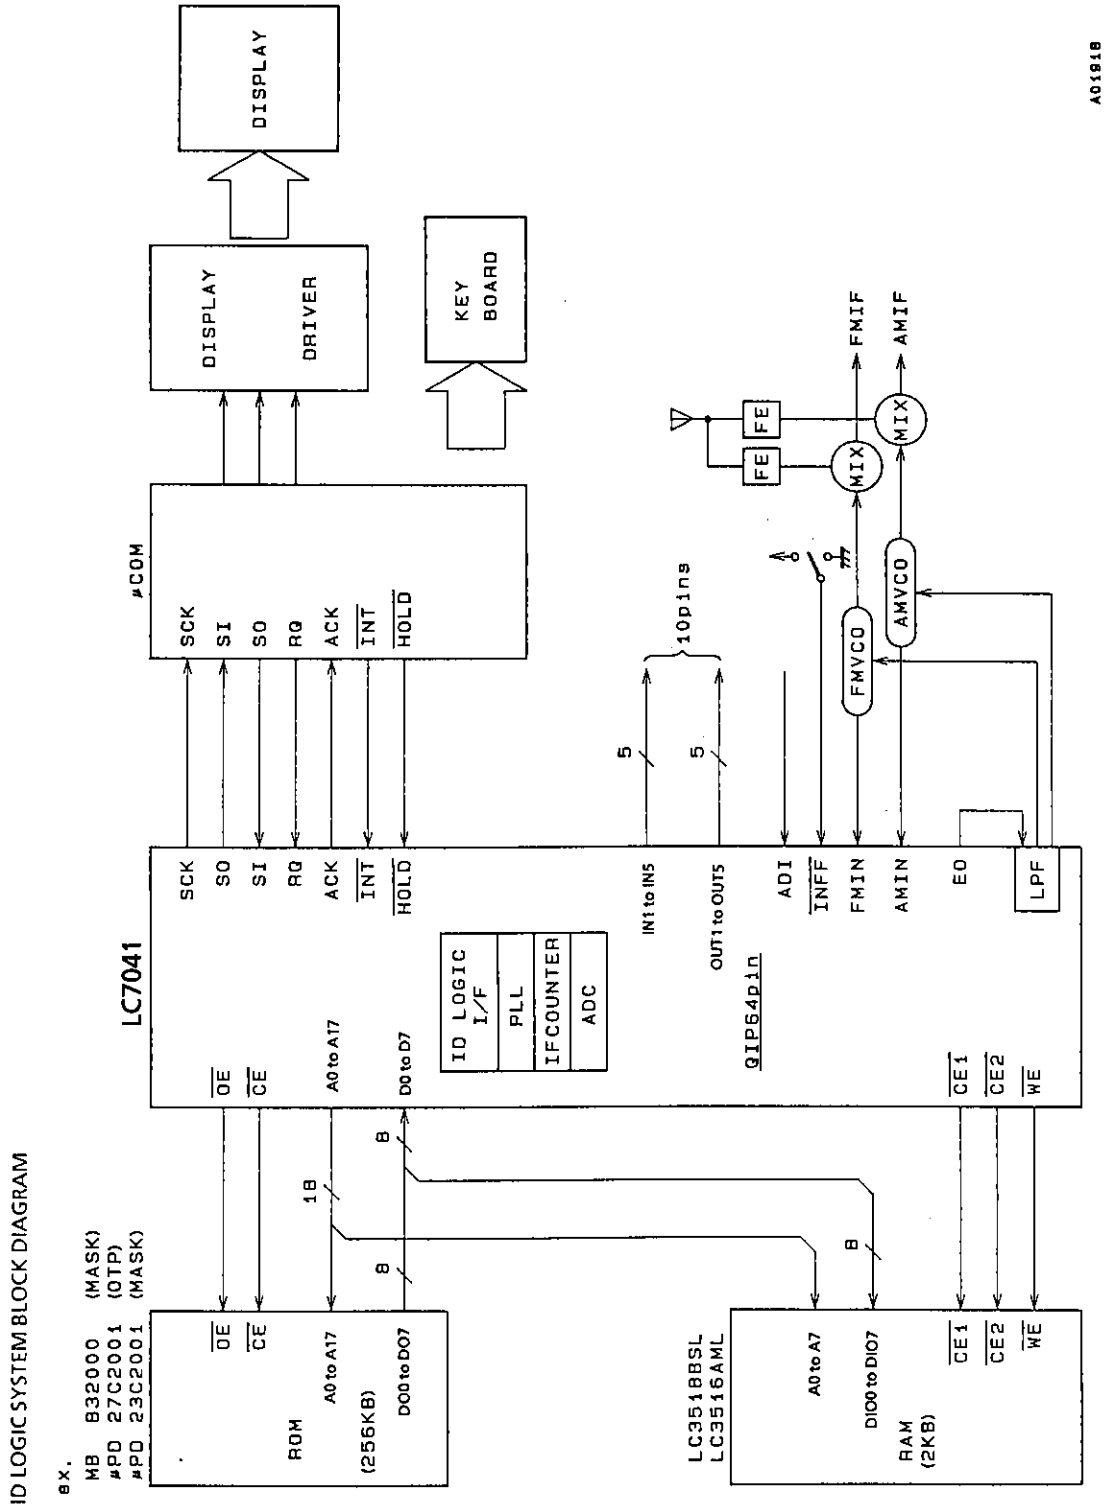 ID LOGIC SYSTEM BLOCK DIAGRAM
ex.
MB 832000 (MASK)
μPD 27C2001 (OTP)
μPD 23C2001 (MASK)
ROM
(256KB)
OE
CE
A0 to A17
DO0 to DO7
LC3518BBSL
LC3516AML
RAM
(2KB)
A0 to A7
DIO0 to DIO7
CE1
CE2
WE
18
8
8
8
LC7041
OE
CE
A0 to A17
D0 to D7
CE1
CE2
WE
ID LOGIC
I/F
PLL
IFCOUNTER
ADC
QIP64pin
SCK
SO
SI
RQ
ACK
INT
HOLD
IN1 to IN5
OUT1 to OUT5
ADI
INFF
FMIN
AMIN
EO
LPF
5
5
10pins
μCOM
SCK
SI
SO
RQ
ACK
INT
HOLD
FMVCO
AMVCO
FE
FE
MIX
MIX
FMIF
AMIF
DISPLAY
DRIVER
KEY
BOARD
DISPLAY
A01918